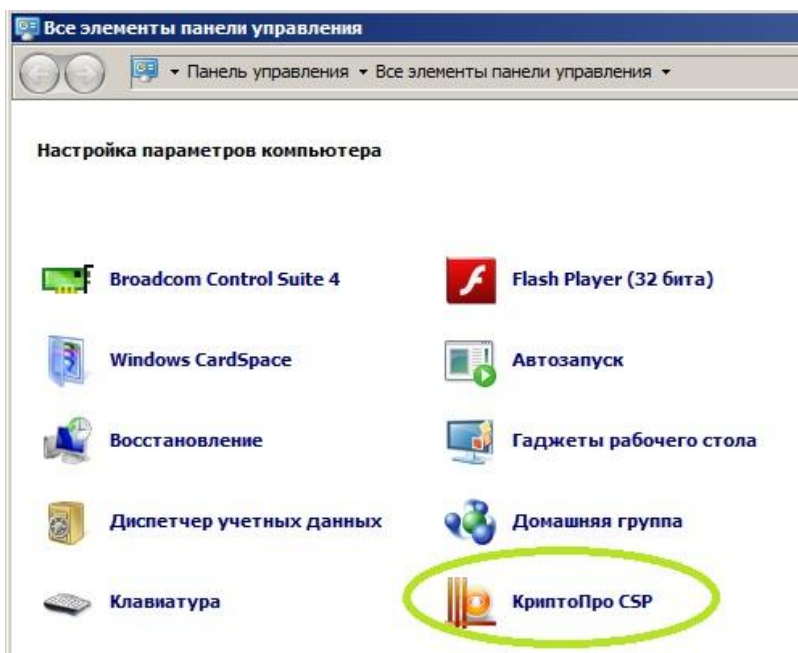 Все элементы панели управления
Панель управления Все элементы панели управления
Настройка параметров компьютера
Broadcom Control Suite 4
Flash Player (32 бита)
Windows CardSpace
Автозапуск
Восстановление
Гаджеты рабочего стола
Диспетчер учетных данных
Домашняя группа
Клавиатура
КриптоПро CSP